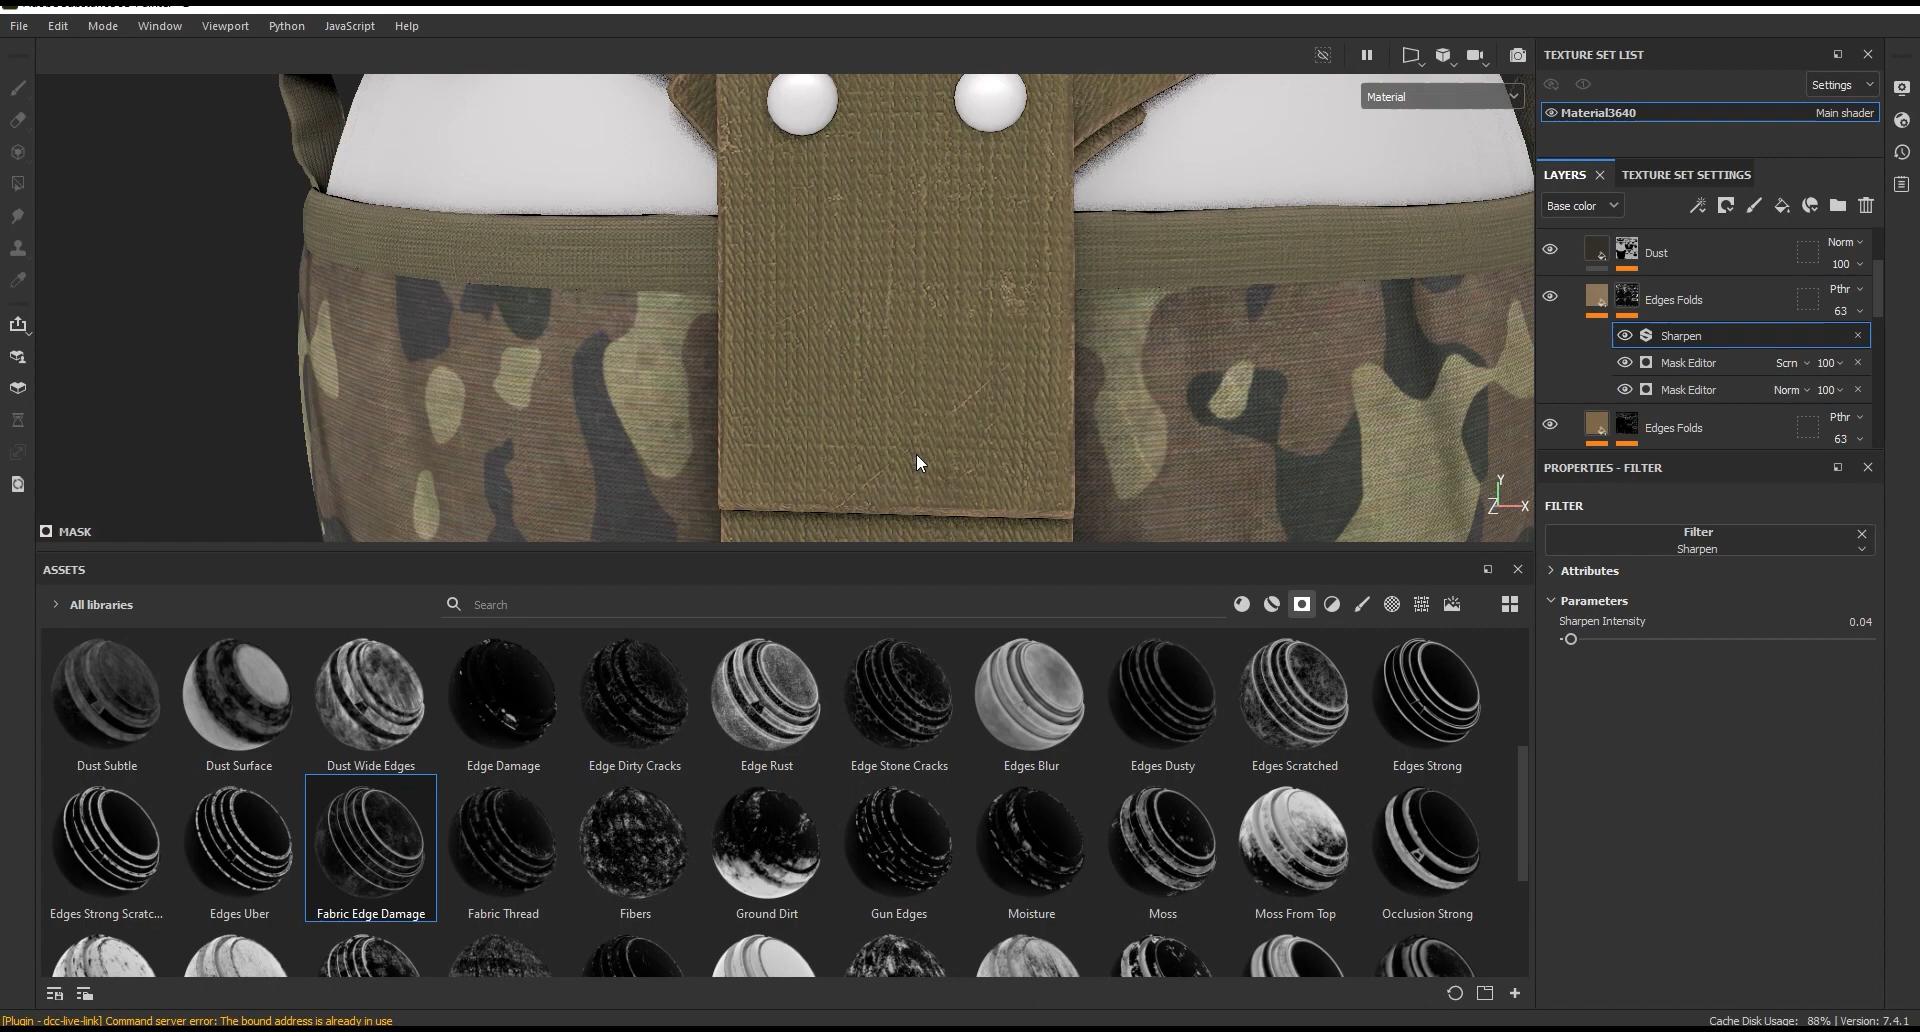 File Edit Mode Window Viewport Python JavaScript Help
TEXTURE SET LIST
Settings
Material
Material3640 Main shader
LAYERS TEXTURE SET SETTINGS
Base color
Dust Norm
100
Edges Folds Pthr
63
Sharpen
Mask Editor Scrn 100
Mask Editor Norm 100
Edges Folds Pthr
63
Y
Z X
MASK
PROPERTIES - FILTER
FILTER
Filter
Sharpen
Attributes
Parameters
Sharpen Intensity 0.04
ASSETS
All libraries Search
Dust Subtle Dust Surface Dust Wide Edges Edge Damage Edge Dirty Cracks Edge Rust Edge Stone Cracks Edges Blur Edges Dusty Edges Scratched Edges Strong
Edges Strong Scratc... Edges Uber Fabric Edge Damage Fabric Thread Fibers Ground Dirt Gun Edges Moisture Moss Moss From Top Occlusion Strong
[Plugin - dcc-live-link] Command server error: The bound address is already in use
Cache Disk Usage: 88% | Version: 7.4.1